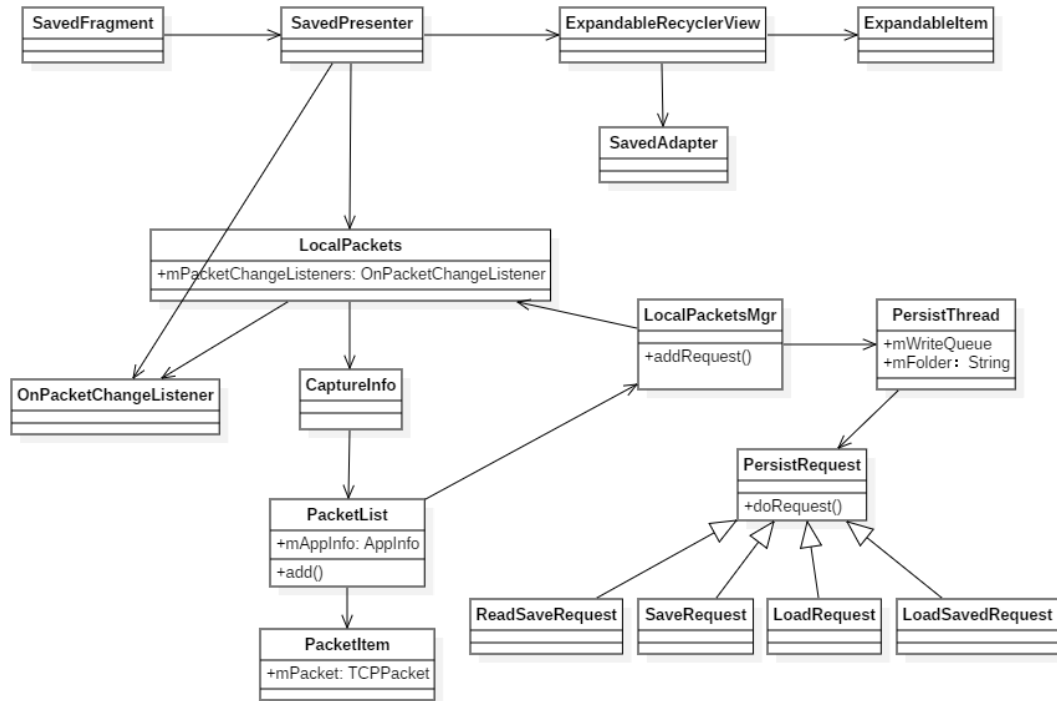 SavedFragment
SavedPresenter
ExpandableRecyclerView
ExpandableItem
SavedAdapter
LocalPackets
+mPacketChangeListeners: OnPacketChangeListener
LocalPacketsMgr
+addRequest()
PersistThread
+mWriteQueue
+mFolder：String
OnPacketChangeListener
CaptureInfo
PersistRequest
+doRequest()
PacketList
+mAppInfo: AppInfo
+add()
ReadSaveRequest
SaveRequest
LoadRequest
LoadSavedRequest
PacketItem
+mPacket: TCPPacket